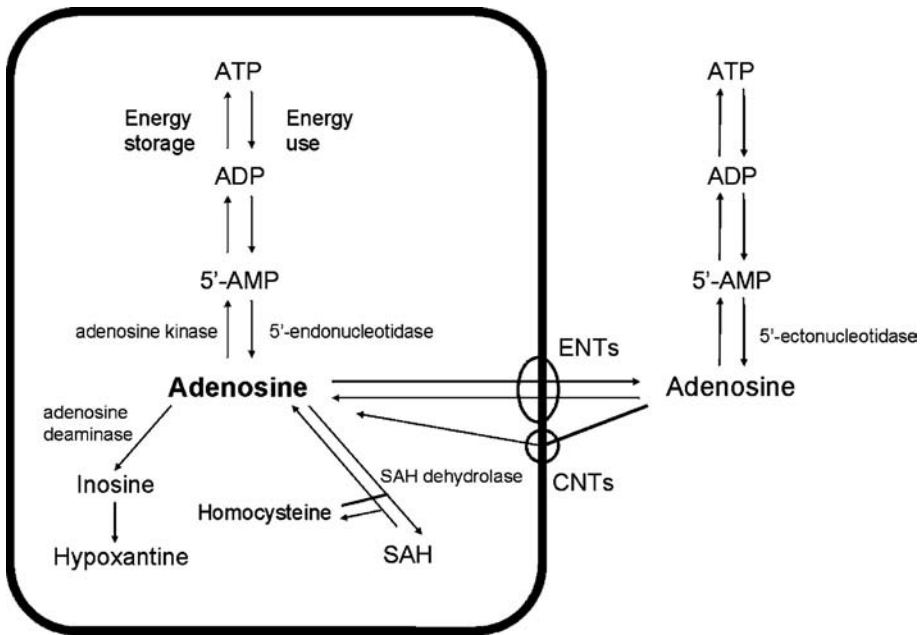 ATP
ATP
Energy
storage
Energy
use
ADP
ADP
5’-AMP
5’-AMP
adenosine kinase
5’-endonucleotidase
5’-ectonucleotidase
ENTs
Adenosine
Adenosine
adenosine
deaminase
Inosine
SAH dehydrolase
CNTs
Homocysteine
Hypoxantine
SAH